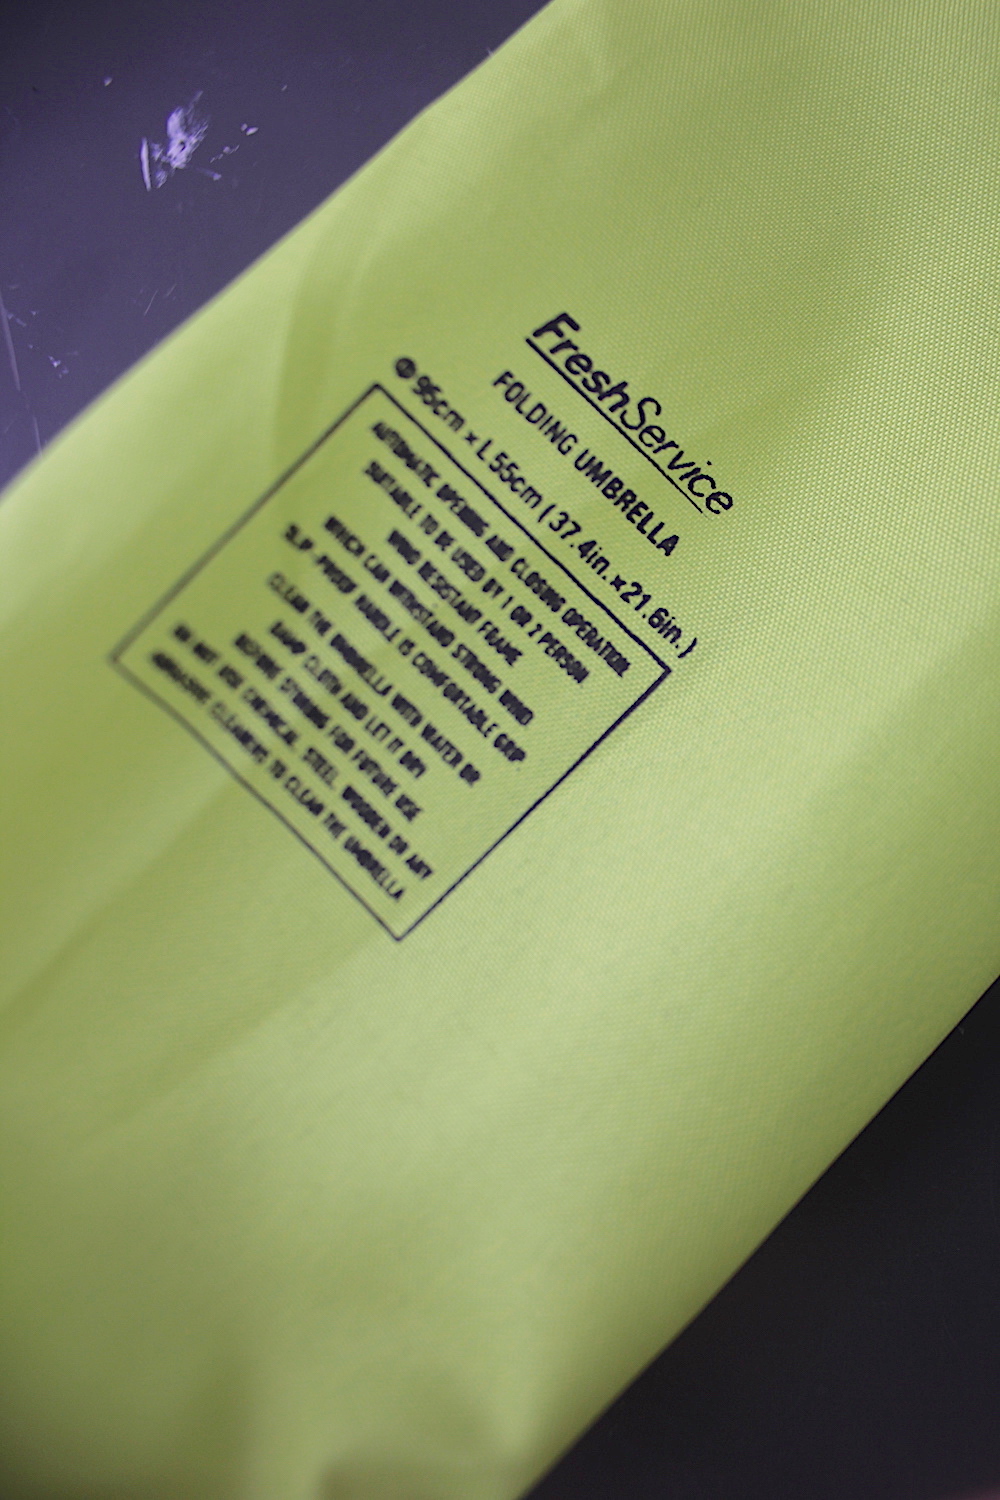 FreshService
FOLDING UMBRELLA
Φ 95cm × L 55cm ( 37.4in.×21.6in.)
AUTOMATIC OPENING AND CLOSING OPERATION.
SUITABLE TO BE USED BY 1 OR 2 PERSON.
WIND RESISTANT FRAME
WHICH CAN WITHSTAND STRONG WIND
SLIP-PROOF HANDLE IS COMFORTABLE GRIP.
CLEAN THE UMBRELLA WITH WATER OR
DAMP CLOTH AND LET IT DRY
BEFORE STORING FOR FUTURE USE
DO NOT USE CHEMICAL, STEEL, WOODEN OR ANY
ABRASIVE CLEANERS TO CLEAN THE UMBRELLA